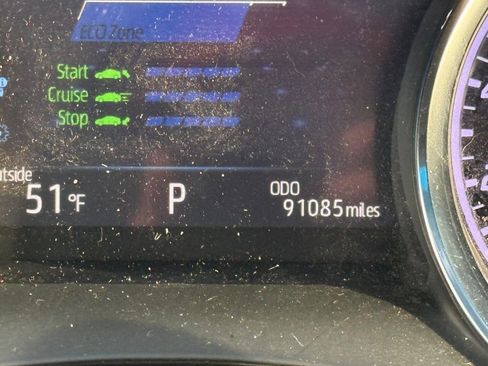 ECO Zone
Start
Cruise
Stop
utside
51°F
P
ODO
91085 miles